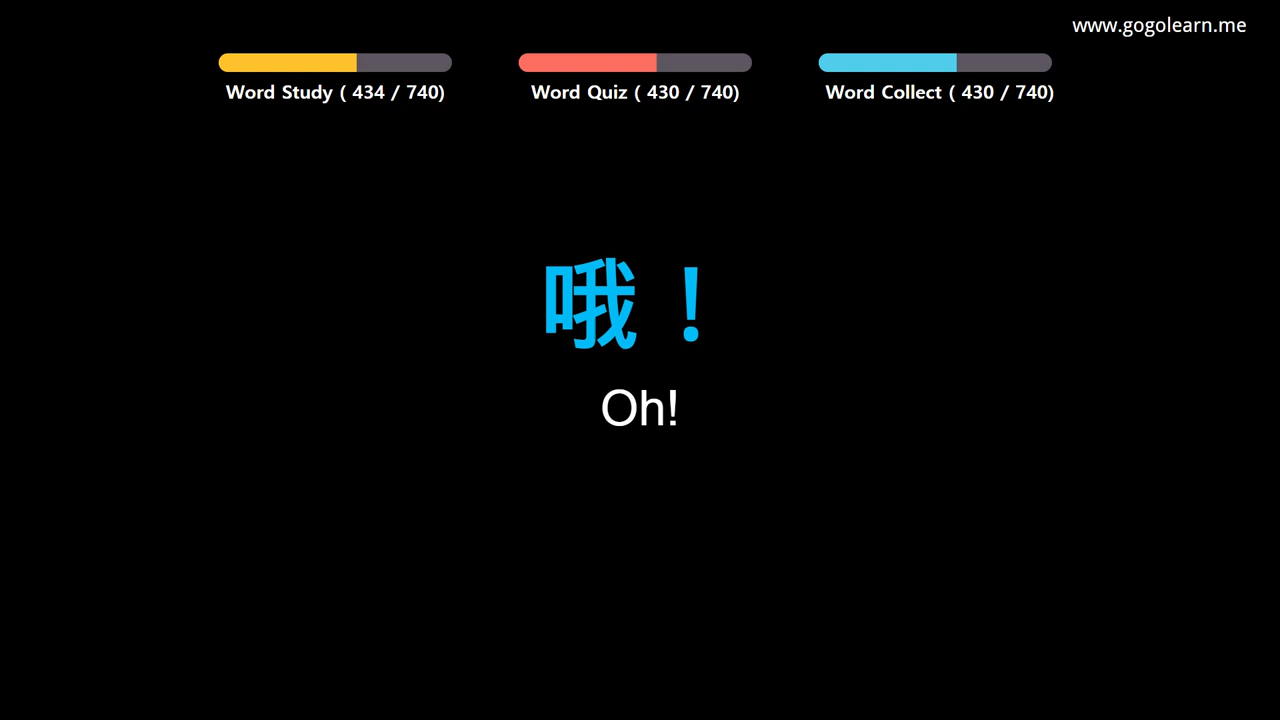 www.gogolearn.me
Word Study ( 434 / 740)
Word Quiz ( 430 / 740)
Word Collect ( 430 / 740)
哦！
Oh!